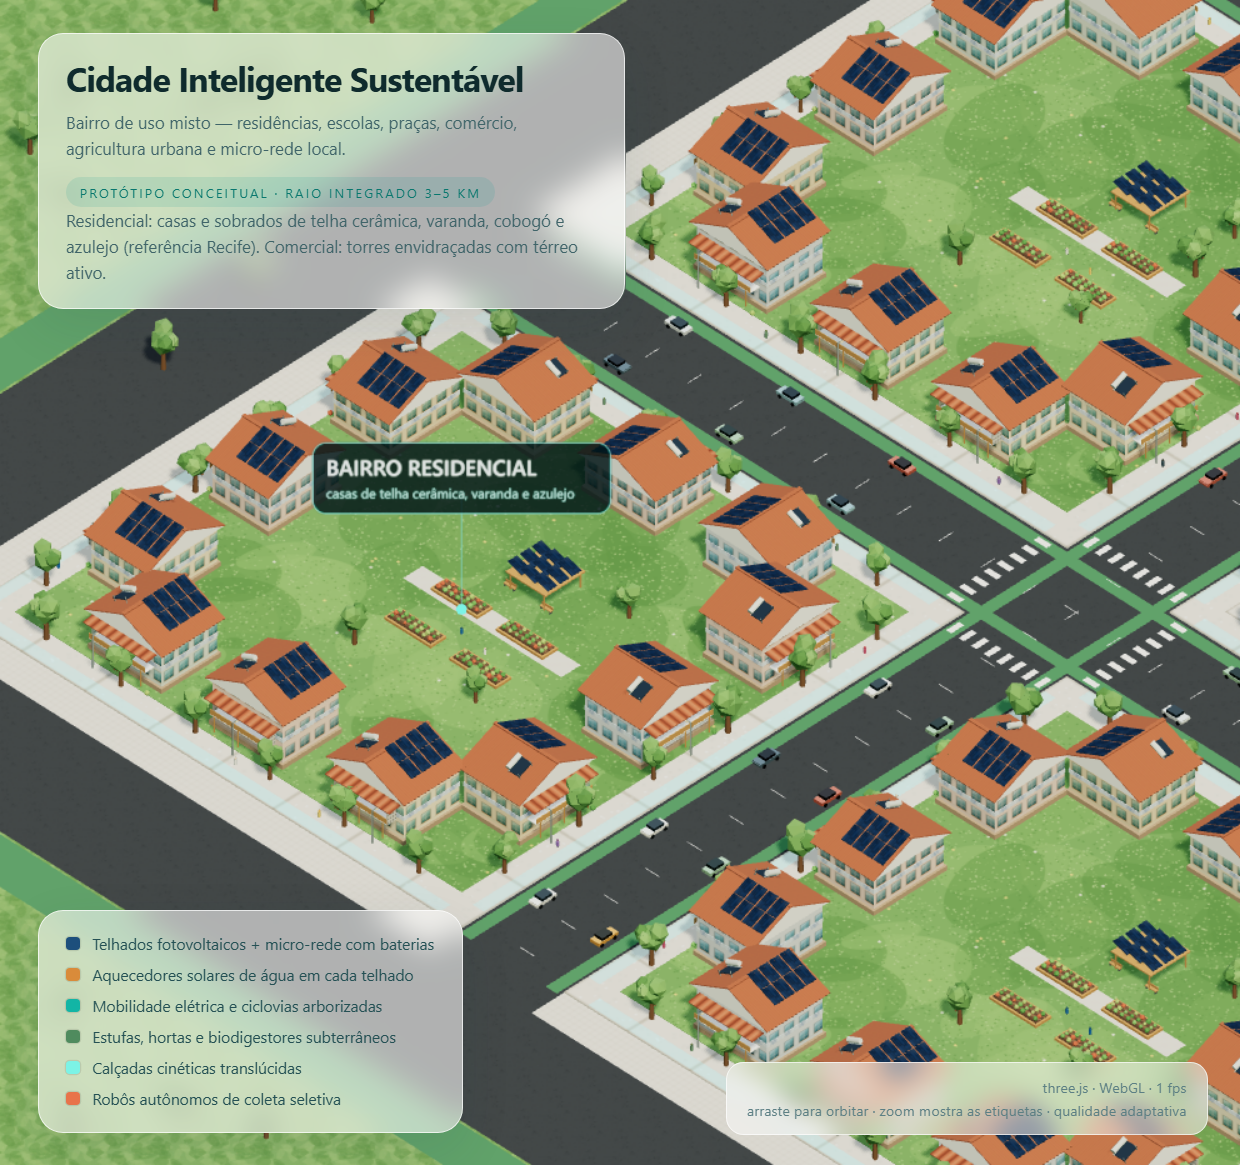 Cidade Inteligente Sustentável
Bairro de uso misto — residências, escolas, praças, comércio,
agricultura urbana e micro-rede local.
PROTÓTIPO CONCEITUAL · RAIO INTEGRADO 3–5 KM
Residencial: casas e sobrados de telha cerâmica, varanda, cobogó e
azulejo (referência Recife). Comercial: torres envidraçadas com térreo
ativo.
BAIRRO RESIDENCIAL
casas de telha cerâmica, varanda e azulejo
Telhados fotovoltaicos + micro-rede com baterias
Aquecedores solares de água em cada telhado
Mobilidade elétrica e ciclovias arborizadas
Estufas, hortas e biodigestores subterrâneos
Calçadas cinéticas translúcidas
Robôs autônomos de coleta seletiva
three.js · WebGL · 1 fps
arraste para orbitar · zoom mostra as etiquetas · qualidade adaptativa